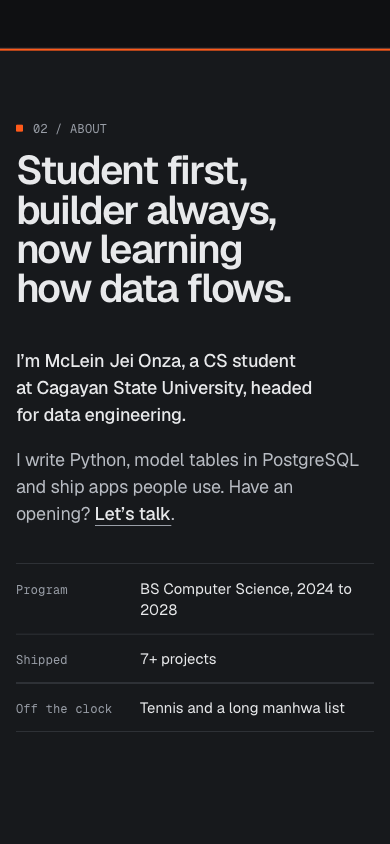 02 / ABOUT
Student first,
builder always,
now learning
how data flows.
I’m McLein Jei Onza, a CS student
at Cagayan State University, headed
for data engineering.
I write Python, model tables in PostgreSQL
and ship apps people use. Have an
opening? Let’s talk.
Program
BS Computer Science, 2024 to
2028
Shipped
7+ projects
Off the clock
Tennis and a long manhwa list